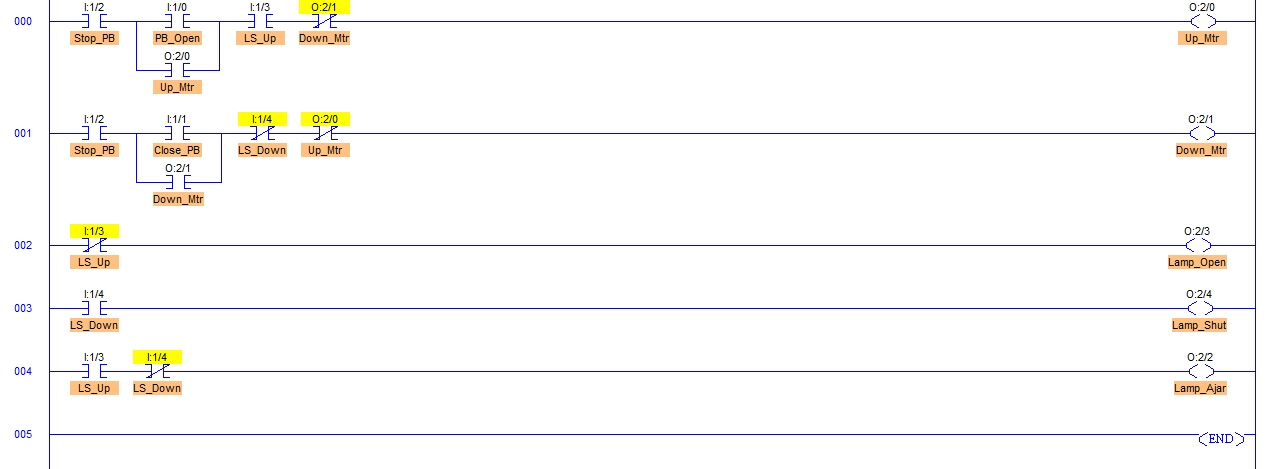 I:1/2 I:1/0 I:1/3 O:2/1 O:2/0
000
Stop_PB PB_Open LS_Up Down_Mtr Up_Mtr
O:2/0
Up_Mtr
I:1/2 I:1/1 I:1/4 O:2/0 O:2/1
001
Stop_PB Close_PB LS_Down Up_Mtr Down_Mtr
O:2/1
Down_Mtr
I:1/3 O:2/3
002
LS_Up Lamp_Open
I:1/4 O:2/4
003
LS_Down Lamp_Shut
I:1/3 I:1/4 O:2/2
004
LS_Up LS_Down Lamp_Ajar
005 END